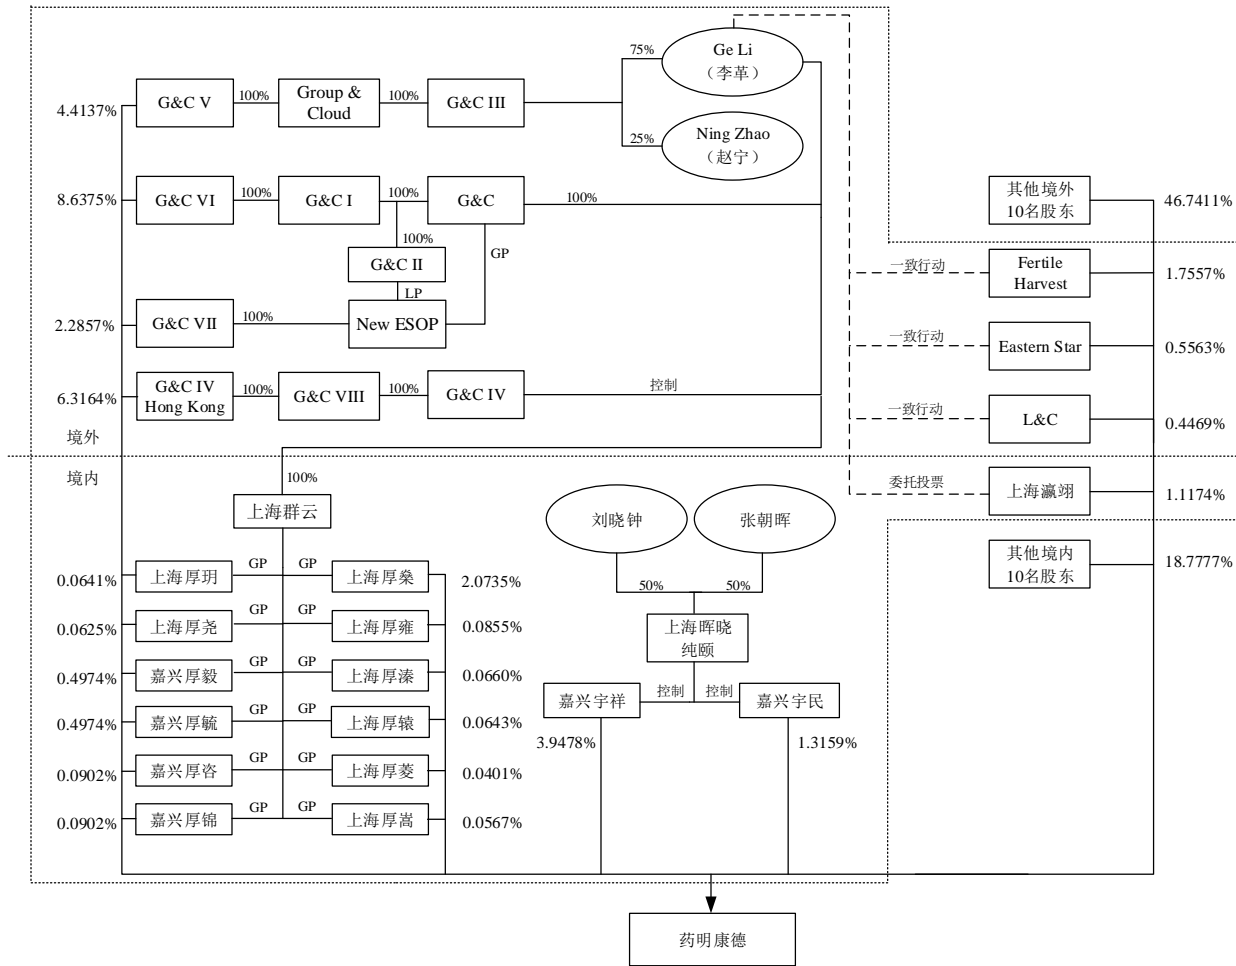 75%
Ge Li
（李革）
4.4137%
G&C V
100%
Group &
Cloud
100%
G&C III
25%
Ning Zhao
（赵宁）
8.6375%
G&C VI
100%
G&C I
100%
G&C
100%
其他境外
10名股东
46.7411%
100%
G&C II
GP
LP
一致行动
Fertile
Harvest
1.7557%
2.2857%
G&C VII
100%
New ESOP
一致行动
Eastern Star
0.5563%
6.3164%
G&C IV
Hong Kong
100%
G&C VIII
100%
G&C IV
控制
一致行动
L&C
0.4469%
境外
境内
100%
上海群云
刘晓钟
张朝晖
委托投票
上海瀛翊
1.1174%
其他境内
10名股东
18.7777%
0.0641%
上海厚玥
GP
GP
上海厚燊
2.0735%
50%
50%
0.0625%
上海厚尧
GP
GP
上海厚雍
0.0855%
上海晖晓
纯颐
0.4974%
嘉兴厚毅
GP
GP
上海厚溱
0.0660%
嘉兴宇祥
控制
控制
嘉兴宇民
0.4974%
嘉兴厚毓
GP
GP
上海厚辕
0.0643%
3.9478%
1.3159%
0.0902%
嘉兴厚咨
GP
GP
上海厚菱
0.0401%
0.0902%
嘉兴厚锦
GP
GP
上海厚嵩
0.0567%
药明康德